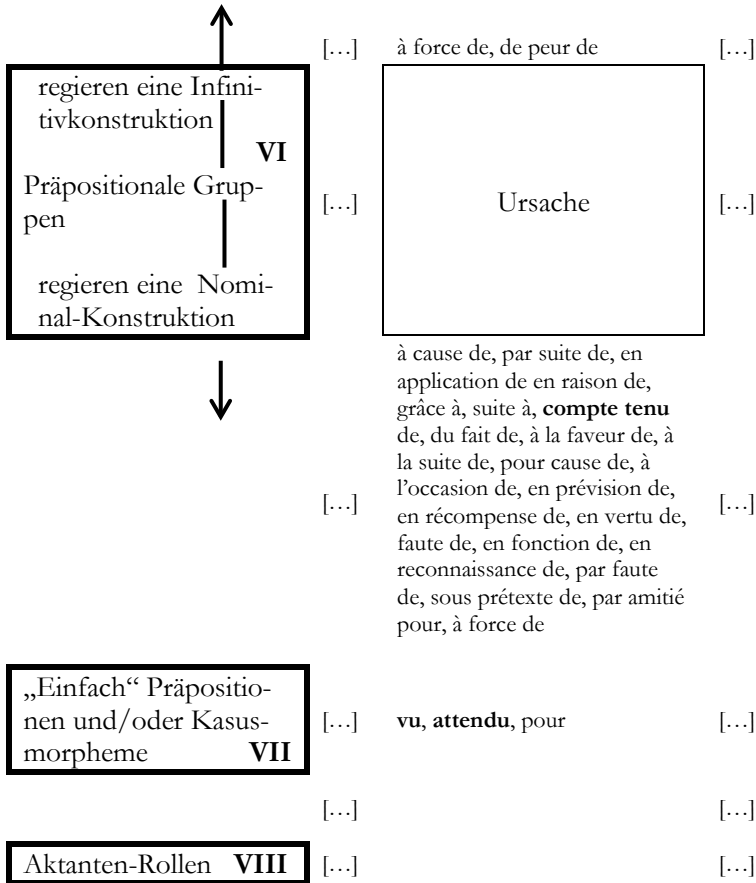 […] à force de, de peur de […]
regieren eine Infini-
tivkonstruktion
VI
Präpositionale Grup-
pen
regieren eine Nomi-
nal-Konstruktion
[…] Ursache […]
à cause de, par suite de, en
application de en raison de,
grâce à, suite à, compte tenu
de, du fait de, à la faveur de, à
la suite de, pour cause de, à
[…] l’occasion de, en prévision de, […]
en récompense de, en vertu de,
faute de, en fonction de, en
reconnaissance de, par faute
de, sous prétexte de, par amitié
pour, à force de
„Einfach“ Präpositio-
nen und/oder Kasus-
morpheme VII
[…] vu, attendu, pour […]
[…] […]
Aktanten-Rollen VIII […] […]